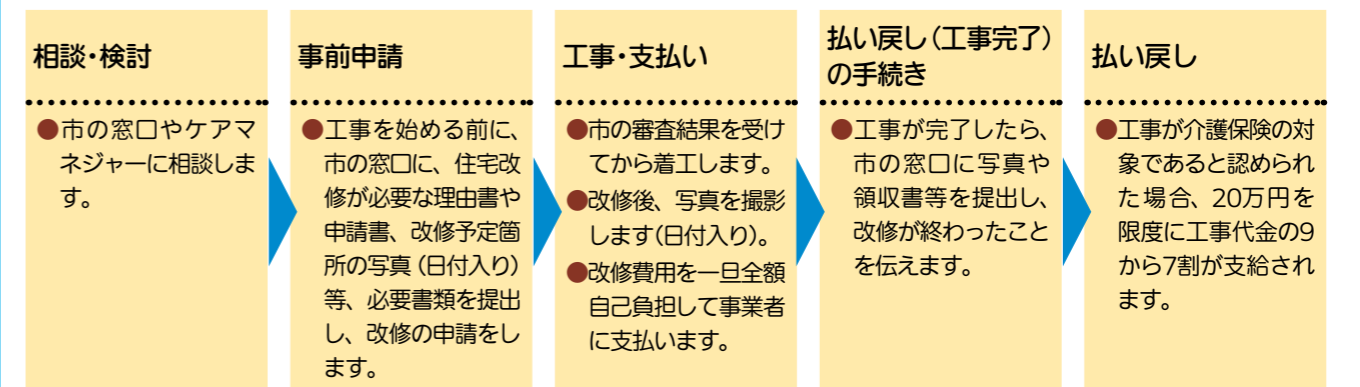 相談・検討
●市の窓口やケアマ
ネジャーに相談しま
す。
事前申請
●工事を始める前に、
市の窓口に、住宅改
修が必要な理由書や
申請書、改修予定箇
所の写真(日付入り)
等、必要書類を提出
し、改修の申請をし
ます。
工事・支払い
●市の審査結果を受け
てから着工します。
●改修後、写真を撮影
します(日付入り)。
●改修費用を一旦全額
自己負担して事業者
に支払います。
払い戻し(工事完了)
の手続き
●工事が完了したら、
市の窓口に写真や
領収書等を提出し、
改修が終わったこと
を伝えます。
払い戻し
●工事が介護保険の対
象であると認められ
た場合、20万円を
限度に工事代金の9
から7割が支給され
ます。